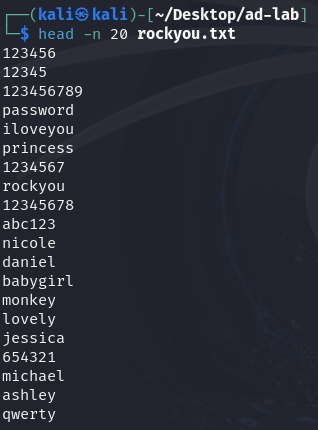 ┌──(kali㉿kali)-[~/Desktop/ad-lab]
└─$ head -n 20 rockyou.txt
123456
12345
123456789
password
iloveyou
princess
1234567
rockyou
12345678
abc123
nicole
daniel
babygirl
monkey
lovely
jessica
654321
michael
ashley
qwerty